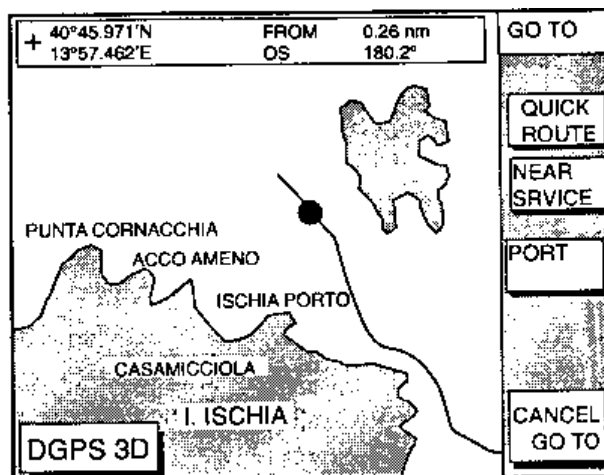 + 40°45.971'N FROM 0.26 nm
13°57.462'E OS 180.2°
GO TO
QUICK
ROUTE
NEAR
SRVICE
PORT
PUNTA CORNACCHIA
ACCO AMENO
ISCHIA PORTO
CASAMICCIOLA
I. ISCHIA
DGPS 3D
CANCEL
GO TO